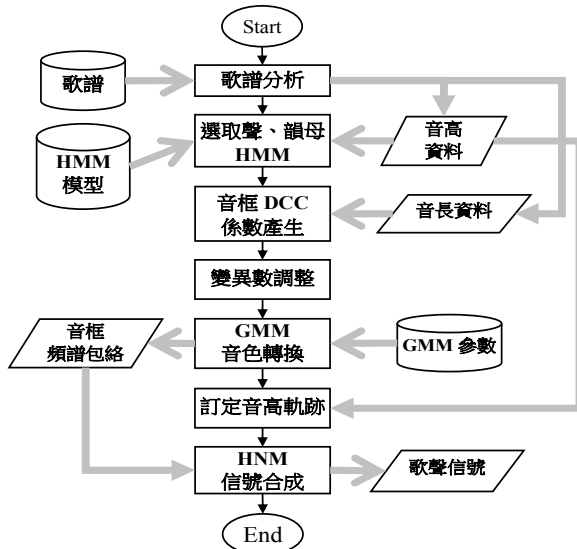 Start
歌譜
歌譜分析
選取聲、韻母
HMM
音高
資料
HMM
模型
音框 DCC
係數產生
音長資料
變異數調整
音框
頻譜包絡
GMM
音色轉換
GMM 參數
訂定音高軌跡
HNM
信號合成
歌聲信號
End